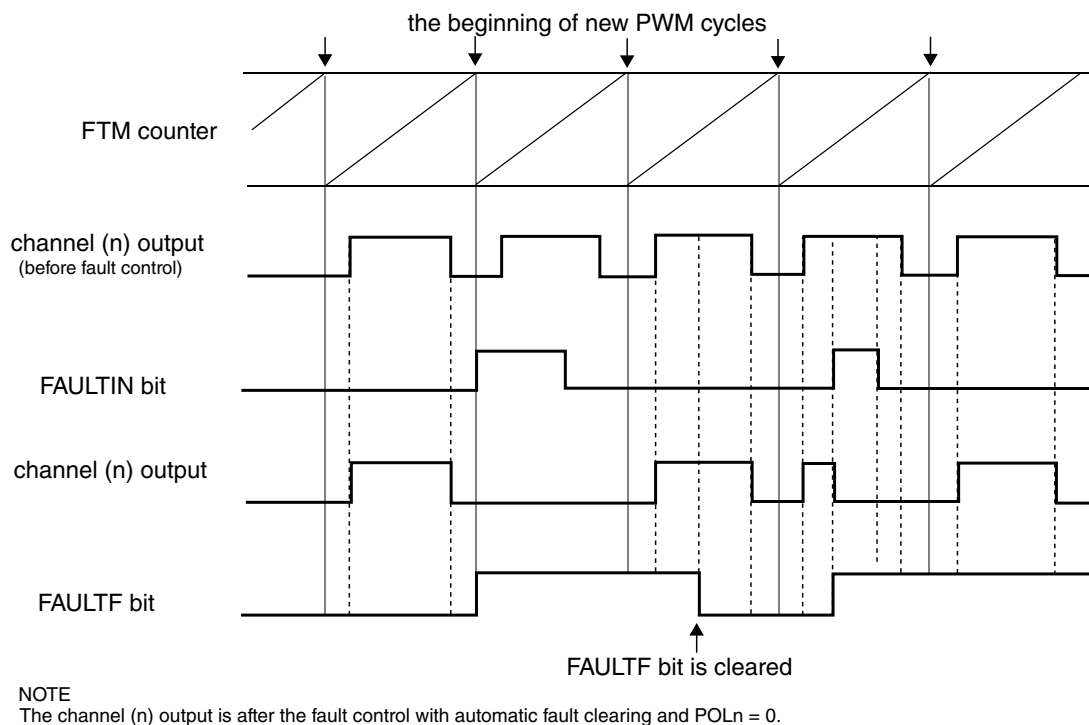 the beginning of new PWM cycles
FTM counter
channel (n) output
(before fault control)
FAULTIN bit
channel (n) output
FAULTF bit
FAULTF bit is cleared
NOTE
The channel (n) output is after the fault control with automatic fault clearing and POLn = 0.